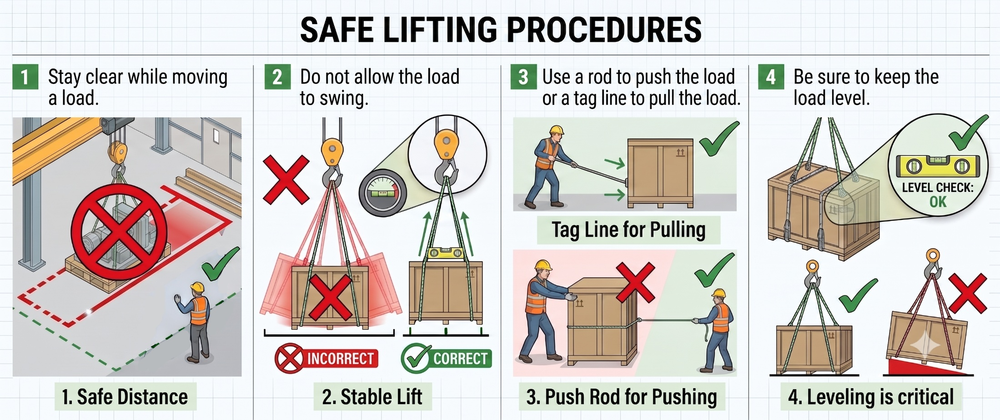 SAFE LIFTING PROCEDURES
1
Stay clear while moving
a load.
1. Safe Distance
2
Do not allow the load
to swing.
INCORRECT
CORRECT
2. Stable Lift
3
Use a rod to push the load
or a tag line to pull the load.
Tag Line for Pulling
3. Push Rod for Pushing
4
Be sure to keep the
load level.
LEVEL CHECK:
OK
4. Leveling is critical